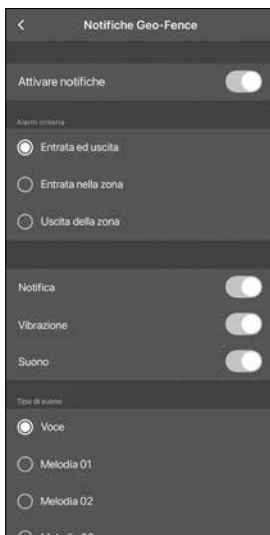 Notifiche Geo-Fence
Attivare notifiche
Alarm criteria
Entrata ed uscita
Entrata nella zona
Uscita della zona
Notifica
Vibrazione
Suono
Tipo di suono
Voce
Melodia 01
Melodia 02